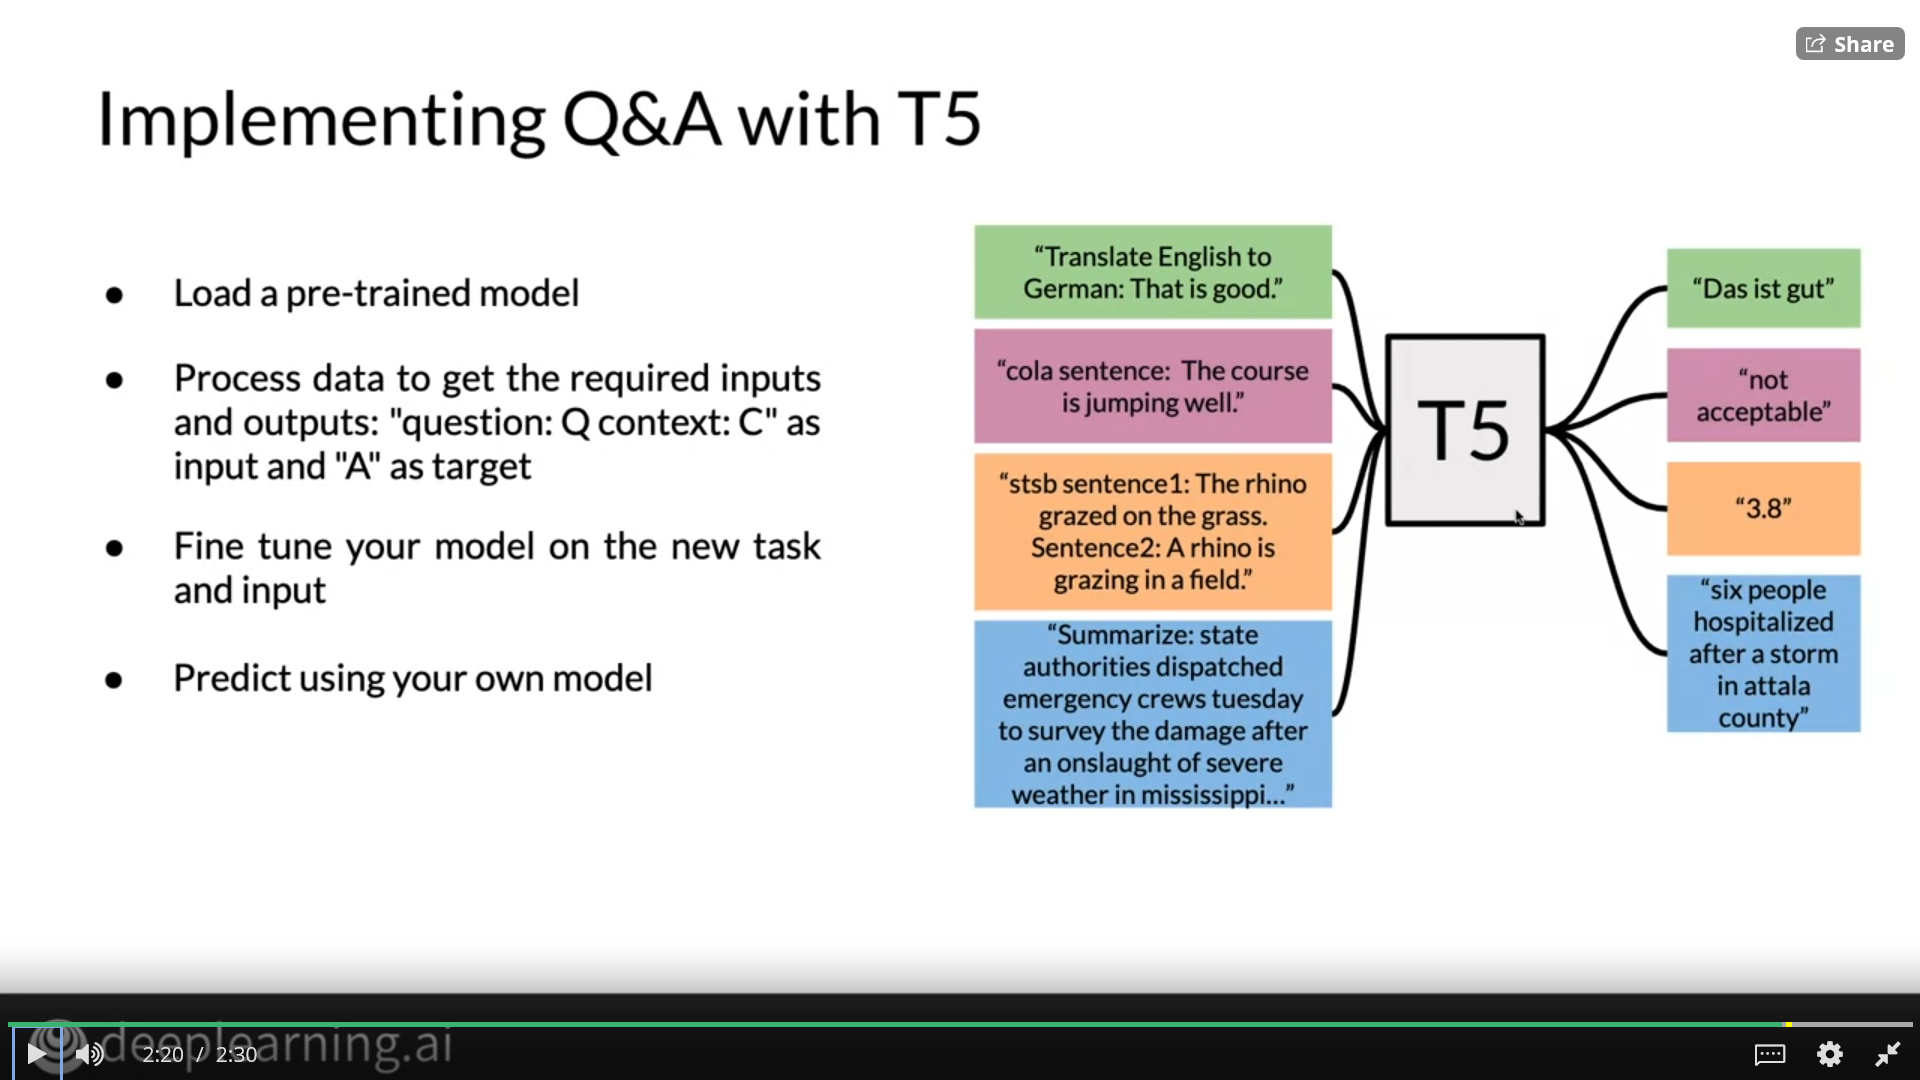 Share
Implementing Q&A with T5
● Load a pre-trained model
● Process data to get the required inputs
and outputs: "question: Q context: C" as
input and "A" as target
● Fine tune your model on the new task
and input
● Predict using your own model
“Translate English to
German: That is good.”
“cola sentence: The course
is jumping well.”
“stsb sentence1: The rhino
grazed on the grass.
Sentence2: A rhino is
grazing in a field.”
“Summarize: state
authorities dispatched
emergency crews tuesday
to survey the damage after
an onslaught of severe
weather in mississippi...”
T5
“Das ist gut”
“not
acceptable”
“3.8”
“six people
hospitalized
after a storm
in attala
county”
deeplearning.ai
2:20 / 2:30